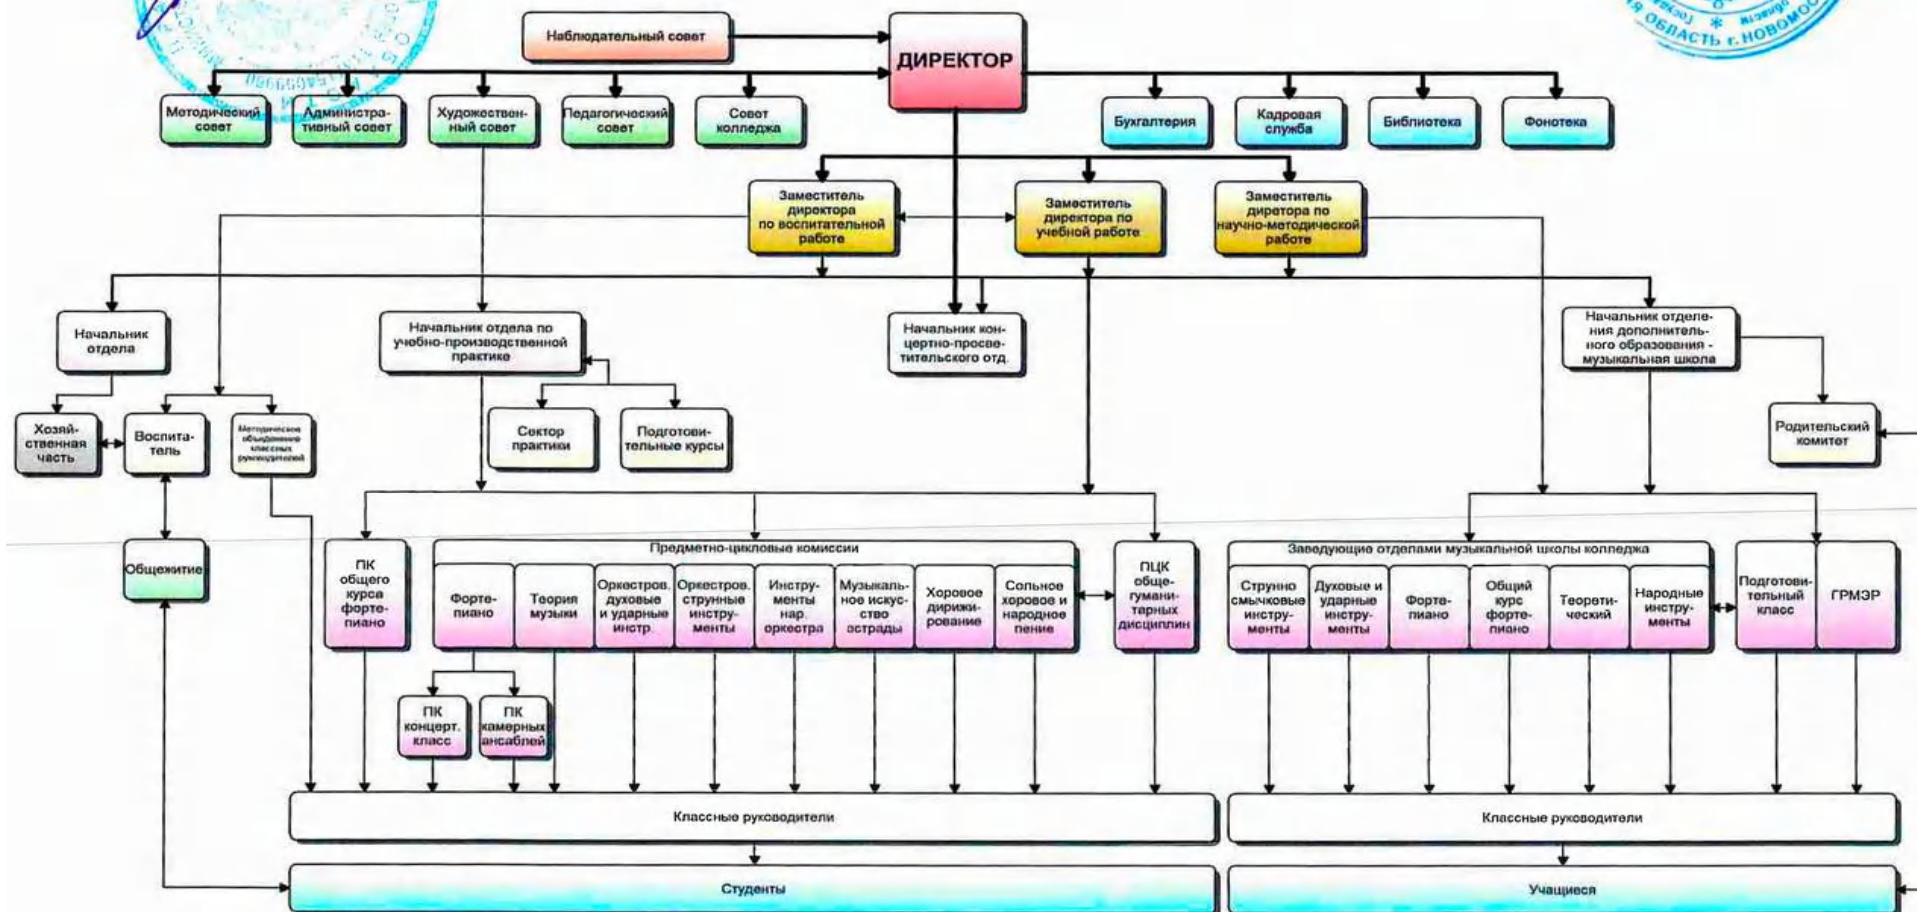 Наблюдательный совет
ДИРЕКТОР
ОБЛАСТЬ г. НОВОМОС
Методический
совет
Администра-
тивный совет
Художествен-
ный совет
Педагогический
совет
Совет
колледжа
Бухгалтерия
Кадровая
служба
Библиотека
Фонотека
Заместитель
директора
по воспитательной
работе
Заместитель
директора по
учебной работе
Заместитель
диретора по
научно-методической
работе
Начальник
отдела
Начальник отдела по
учебно-производственной
практике
Начальник кон-
цертно-просве-
тительского отд.
Начальник отделе-
ния дополнитель-
ного образования -
музыкальная школа
Хозяй-
ственная
часть
Воспита-
тель
Методическое
объединение
классных
руководителей
Сектор
практики
Подготови-
тельные курсы
Родительский
комитет
Общежитие
ПК
общего
курса
форте-
пиано
Предметно-цикловые комиссии
Форте-
пиано
Теория
музыки
Оркестров.
духовые
и ударные
инстр.
Оркестров.
струнные
инстру-
менты
Инстру-
менты
нар.
оркестра
Музыкаль-
ное искус-
ство
эстрады
Хоровое
дирижи-
рование
Сольное
хоровое и
народное
пение
ПЦК
обще-
гумани-
тарных
дисциплин
Заведующие отделами музыкальной школы колледжа
Струнно
смычковые
инстру-
менты
Духовые и
ударные
инстру-
менты
Форте-
пиано
Общий
курс
форте-
пиано
Теорети-
ческий
Народные
инстру-
менты
Подготови-
тельный
класс
ГРМЭР
ПК
концерт.
класс
ПК
камерных
ансаблей
Классные руководители
Классные руководители
Студенты
Учащиеся